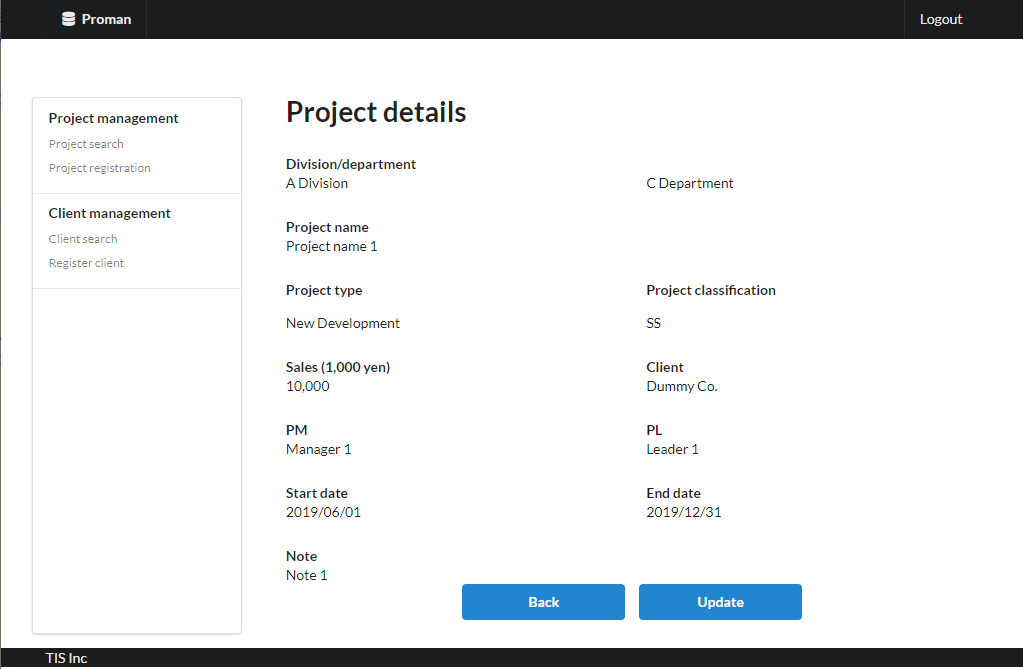 Proman
Logout
Project management
Project search
Project registration
Client management
Client search
Register client
Project details
Division/department
A Division
C Department
Project name
Project name 1
Project type
Project classification
New Development
SS
Sales (1,000 yen)
Client
10,000
Dummy Co.
PM
PL
Manager 1
Leader 1
Start date
End date
2019/06/01
2019/12/31
Note
Note 1
Back
Update
TIS Inc